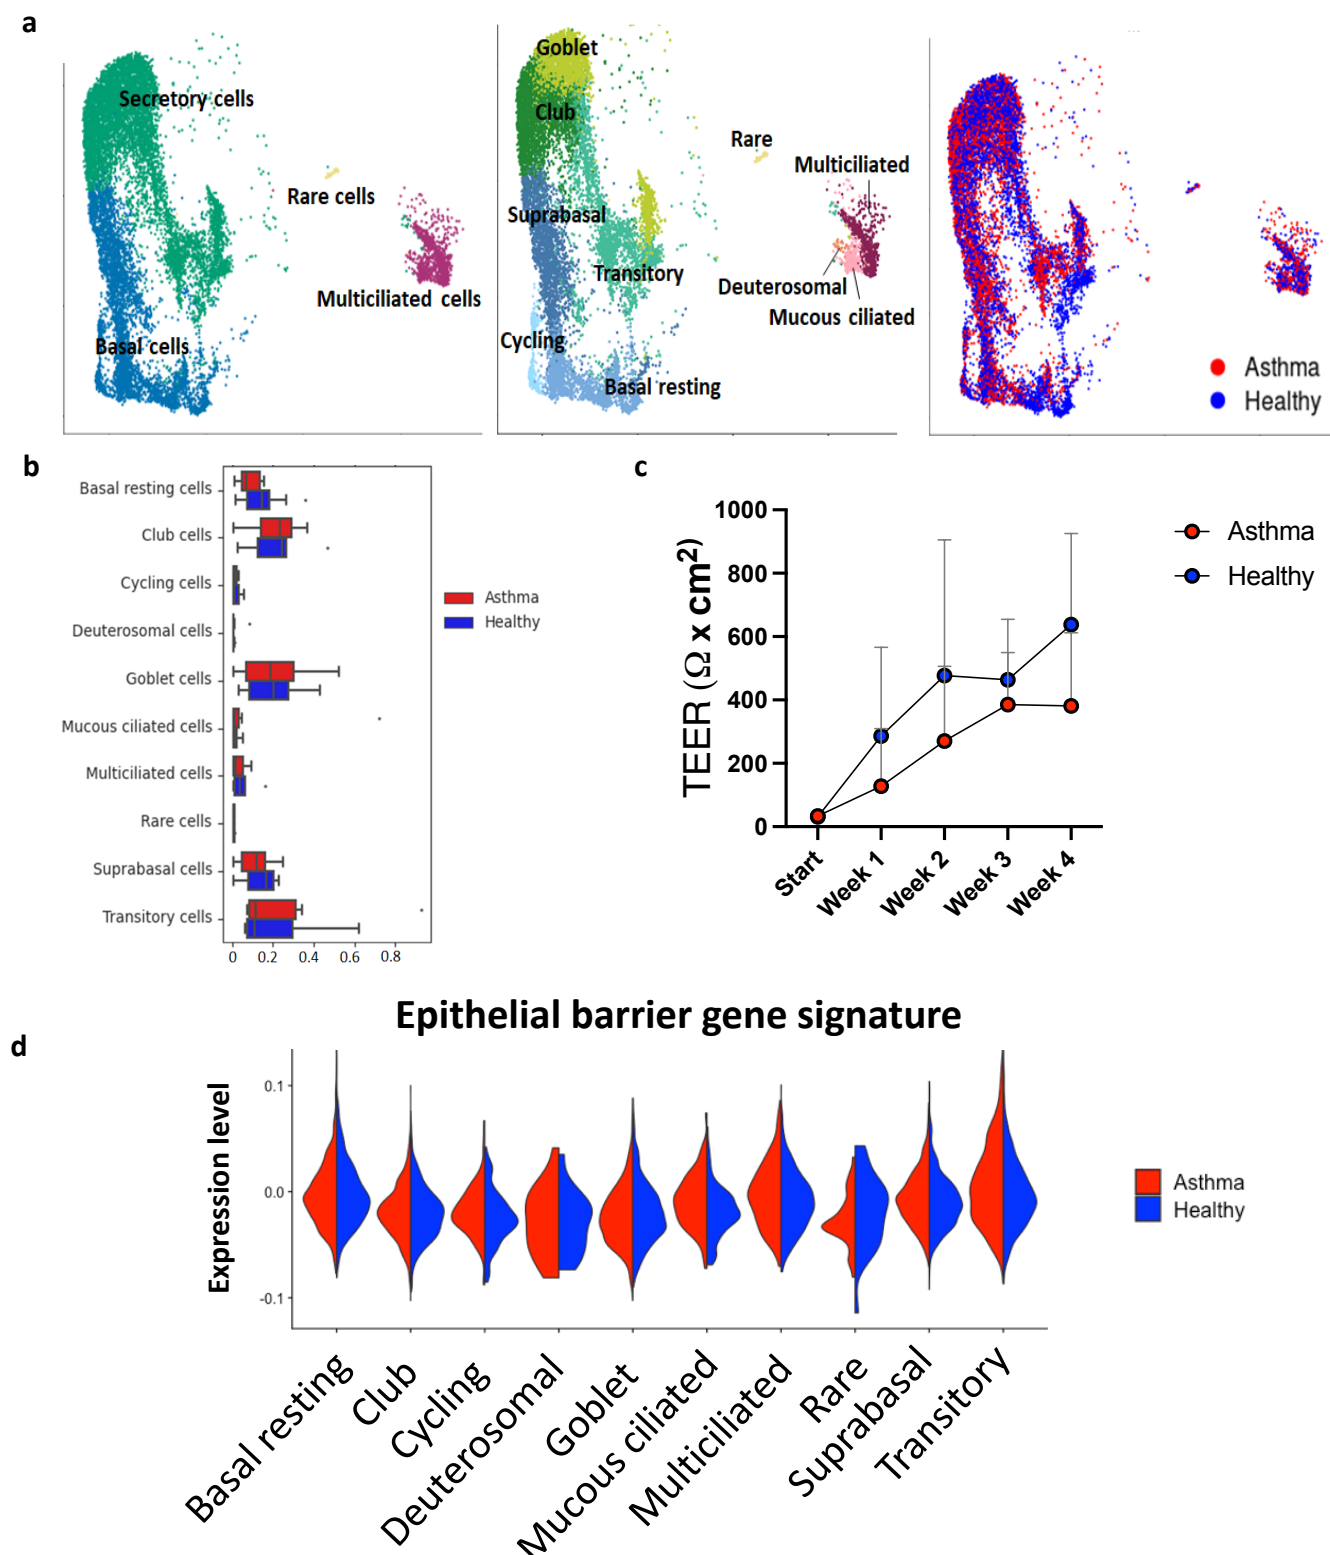 a
Secretory cells
Rare cells
Multiciliated cells
Basal cells
Goblet
Club
Rare
Multiciliated
Suprabasal
Transitory
Deuterosomal
Mucous ciliated
Cycling
Basal resting
Asthma
Healthy
b
Basal resting cells
Club cells
Cycling cells
Deuterosomal cells
Goblet cells
Mucous ciliated cells
Multiciliated cells
Rare cells
Suprabasal cells
Transitory cells
0 0.2 0.4 0.6 0.8
Asthma
Healthy
c
TEER (Ω x cm²)
1000
800
600
400
200
0
Start
Week 1
Week 2
Week 3
Week 4
Asthma
Healthy
Epithelial barrier gene signature
d
Expression level
0.1
0.0
-0.1
Basal resting
Club
Cycling
Deuterosomal
Goblet
Mucous ciliated
Multiciliated
Rare
Suprabasal
Transitory
Asthma
Healthy